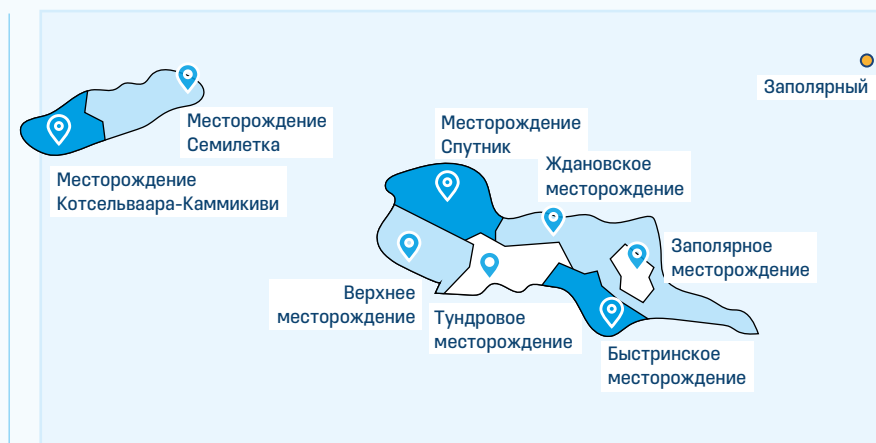 Заполярный
Месторождение
Семилетка
Месторождение
Спутник
Ждановское
месторождение
Месторождение
Котсельваара-Каммикиви
Заполярное
месторождение
Верхнее
месторождение
Тундровое
месторождение
Быстринское
месторождение